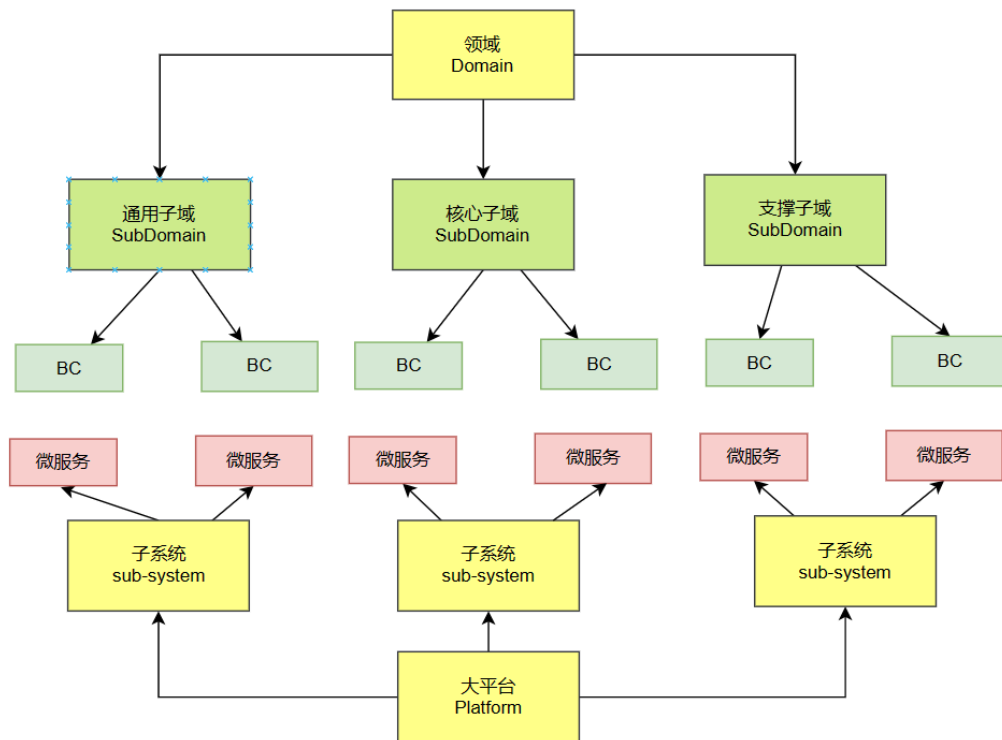 领域
Domain
通用子域
SubDomain
核心子域
SubDomain
支撑子域
SubDomain
BC
BC
BC
BC
BC
BC
微服务
微服务
微服务
微服务
微服务
微服务
子系统
sub-system
子系统
sub-system
子系统
sub-system
大平台
Platform